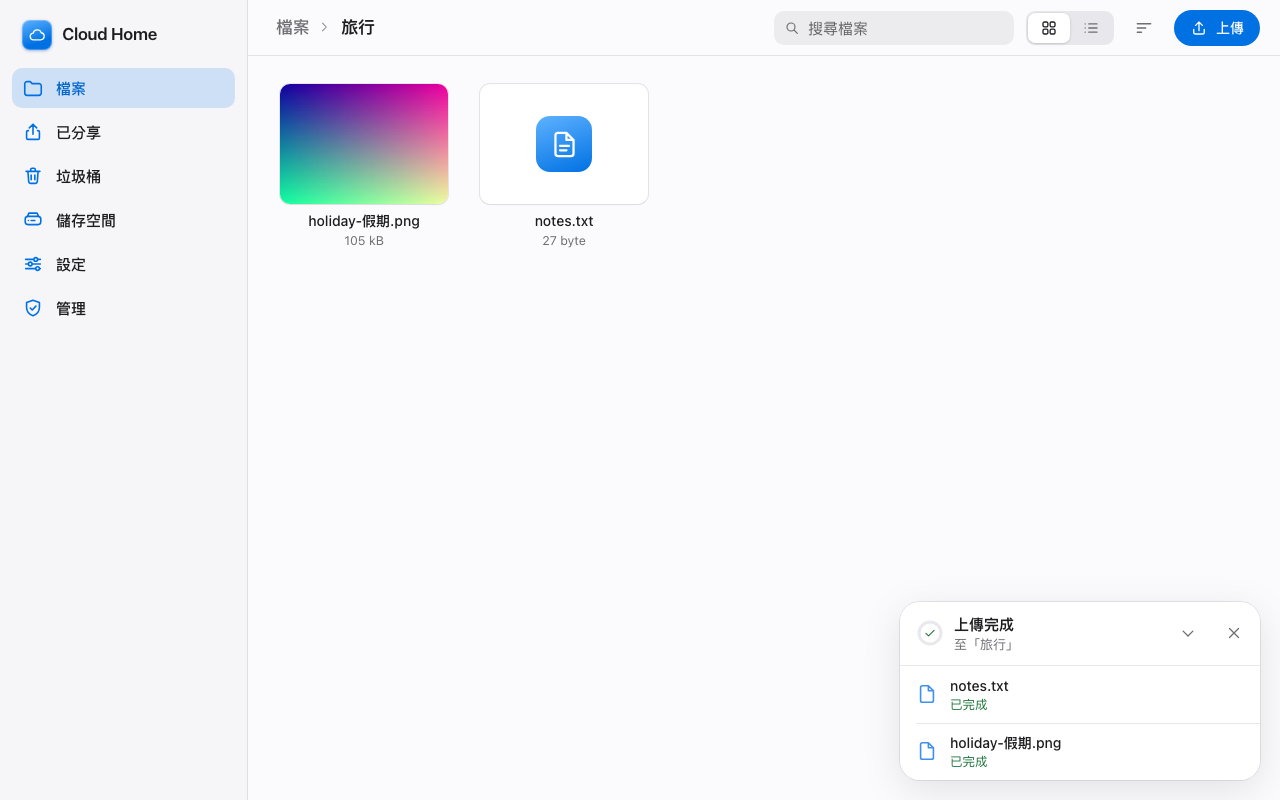 Cloud Home
檔案
已分享
垃圾桶
儲存空間
設定
管理
檔案 旅行
搜尋檔案
上傳
holiday-假期.png
105 kB
notes.txt
27 byte
上傳完成
至「旅行」
notes.txt
已完成
holiday-假期.png
已完成